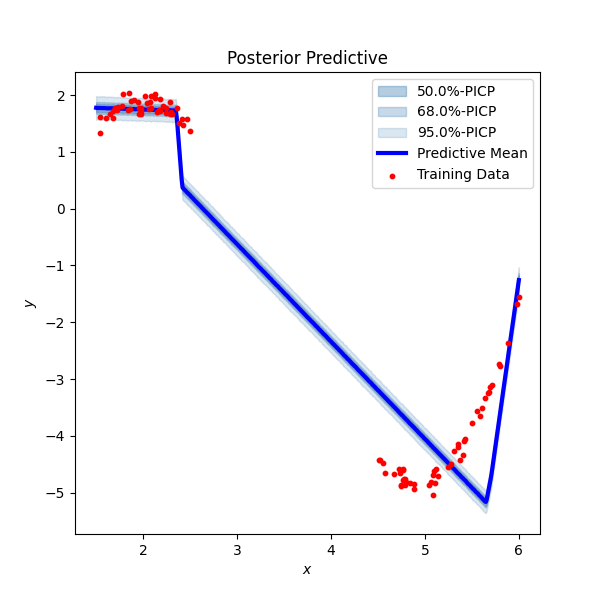 Posterior Predictive
50.0%-PICP
68.0%-PICP
95.0%-PICP
Predictive Mean
Training Data
2
1
0
−1
−2
−3
−4
−5
y
2 3 4 5 6
x